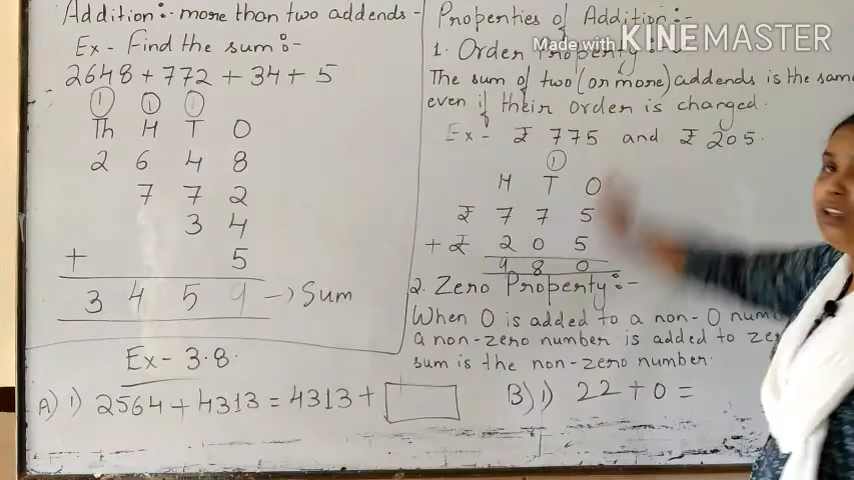 Addition:- more than two addends -
Ex - Find the sum:-
2648 + 772 + 34 + 5
1 1 1
Th H T O
2 6 4 8
7 7 2
3 4
+ 5
3 4 5 9 → Sum
Ex - 3.8.
A) 1) 2564 + 4313 = 4313 +
Properties of Addition:-
Made with KINEMASTER
1. Order Property:-
The sum of two (or more) addends is the same
even if their order is changed.
Ex - ₹ 775 and ₹ 205.
1
H T O
₹ 7 7 5
+ ₹ 2 0 5
9 8 0
2. Zero Property:-
When 0 is added to a non-0
a non-zero number is added to
sum is the non-zero number.
B) 1) 22 + 0 =